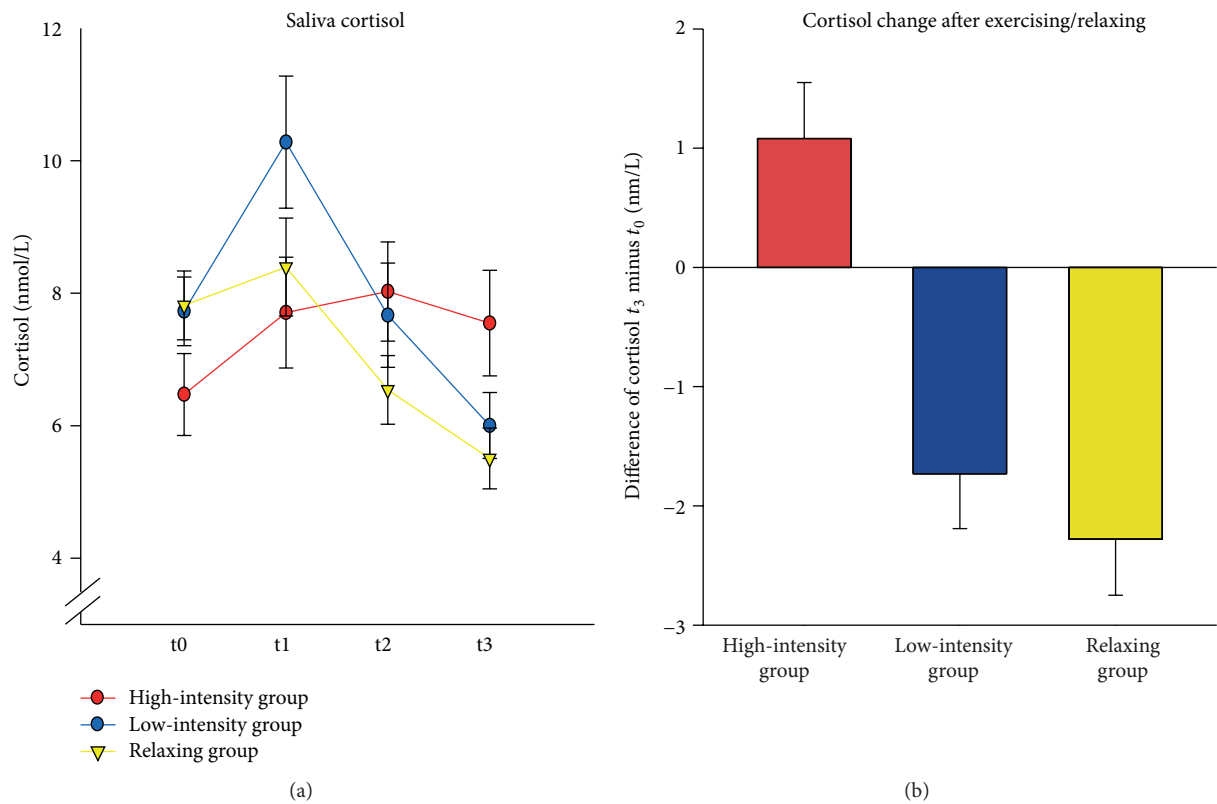 Saliva cortisol
12
10
8
6
4
Cortisol (nmol/L)
t0 t1 t2 t3
High-intensity group
Low-intensity group
Relaxing group
(a)
Cortisol change after exercising/relaxing
2
1
0
−1
−2
−3
Difference of cortisol t₃ minus t₀ (nm/L)
High-intensity group
Low-intensity group
Relaxing group
(b)